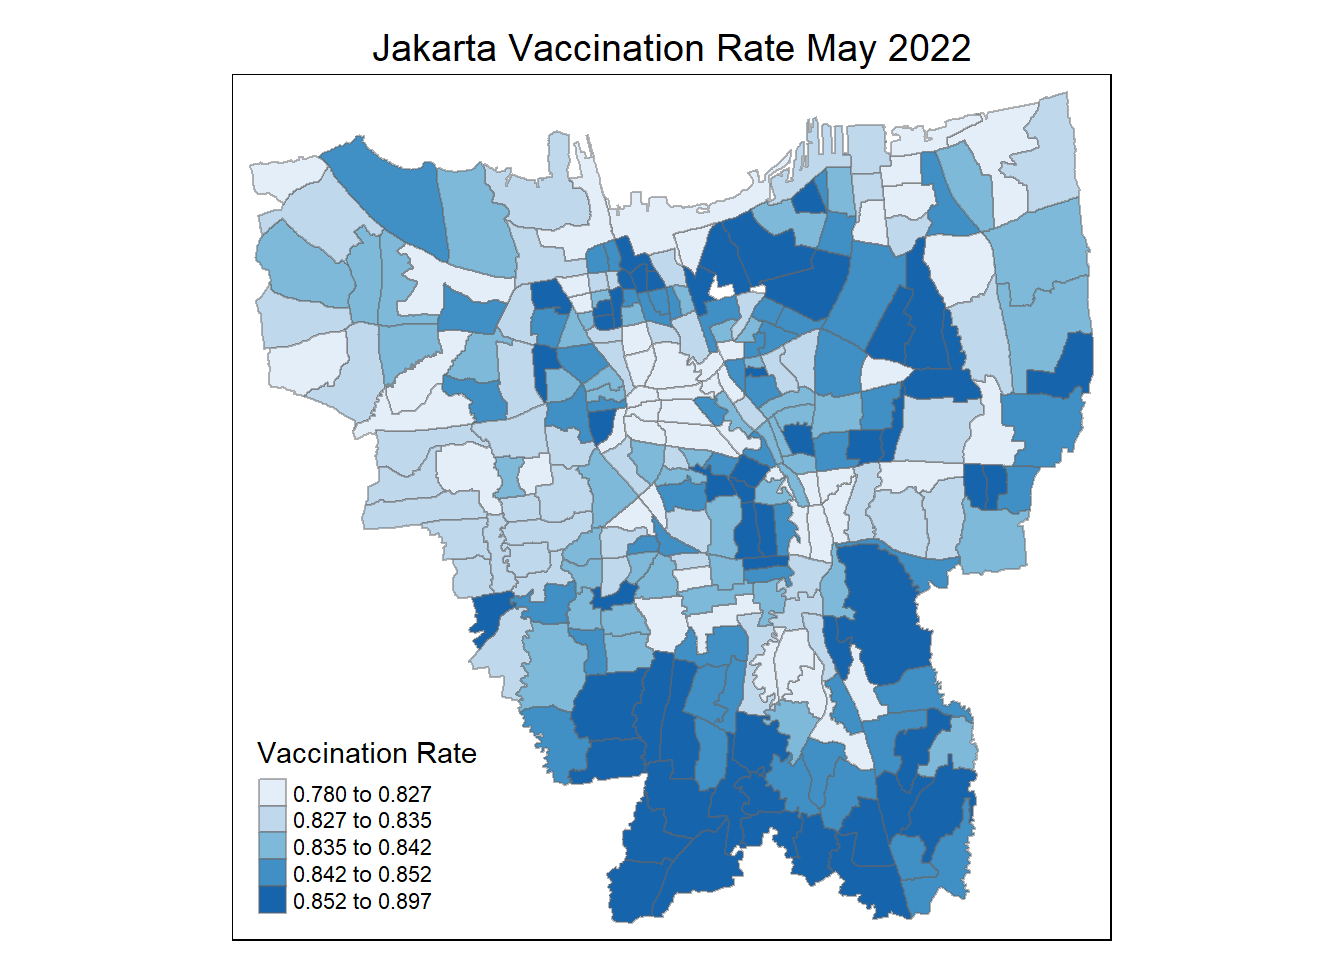 Jakarta Vaccination Rate May 2022
Vaccination Rate
0.780 to 0.827
0.827 to 0.835
0.835 to 0.842
0.842 to 0.852
0.852 to 0.897